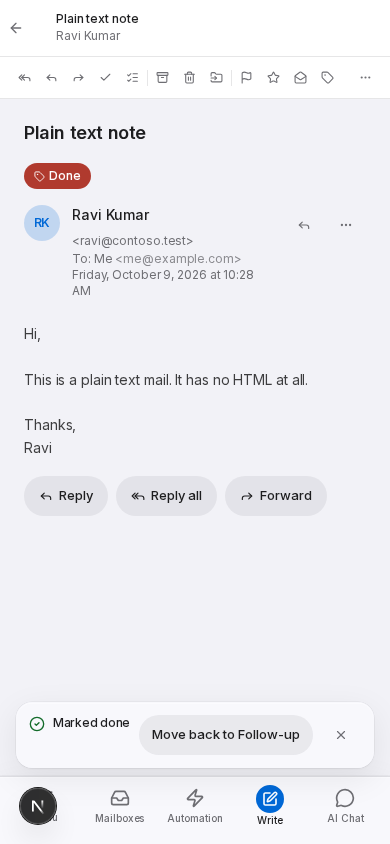 Plain text note
Ravi Kumar
Plain text note
Done
RK
Ravi Kumar
<ravi@contoso.test>
To: Me <me@example.com>
Friday, October 9, 2026 at 10:28
AM
Hi,
This is a plain text mail. It has no HTML at all.
Thanks,
Ravi
Reply
Reply all
Forward
Marked done
Move back to Follow-up
N
Mailboxes
Automation
Write
AI Chat